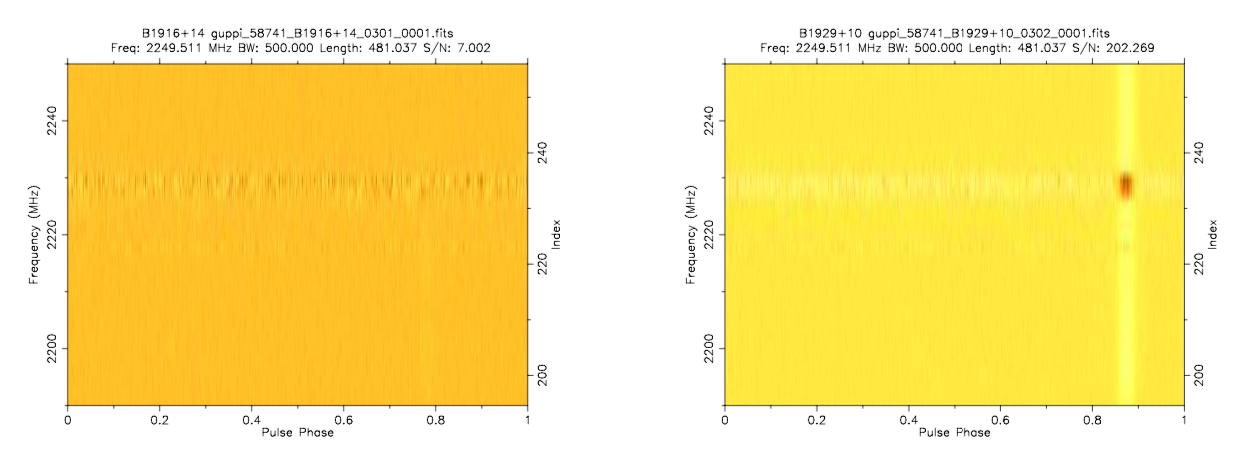 B1916+14 guppi_58741_B1916+14_0301_0001.fits
Freq: 2249.511 MHz BW: 500.000 Length: 481.037 S/N: 7.002
Frequency (MHz)
2240
2220
2200
240
220
200
Index
0 0.2 0.4 0.6 0.8 1
Pulse Phase
B1929+10 guppi_58741_B1929+10_0302_0001.fits
Freq: 2249.511 MHz BW: 500.000 Length: 481.037 S/N: 202.269
Frequency (MHz)
2240
2220
2200
240
220
200
Index
0 0.2 0.4 0.6 0.8 1
Pulse Phase